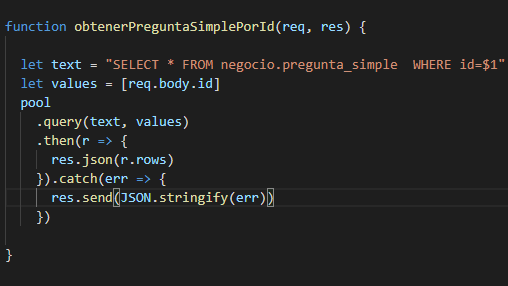 function obtenerPreguntaSimplePorId(req, res) {
let text = "SELECT * FROM negocio.pregunta_simple  WHERE id=$1"
let values = [req.body.id]
pool
.query(text, values)
.then(r => {
res.json(r.rows)
}).catch(err => {
res.send(JSON.stringify(err))
})
}